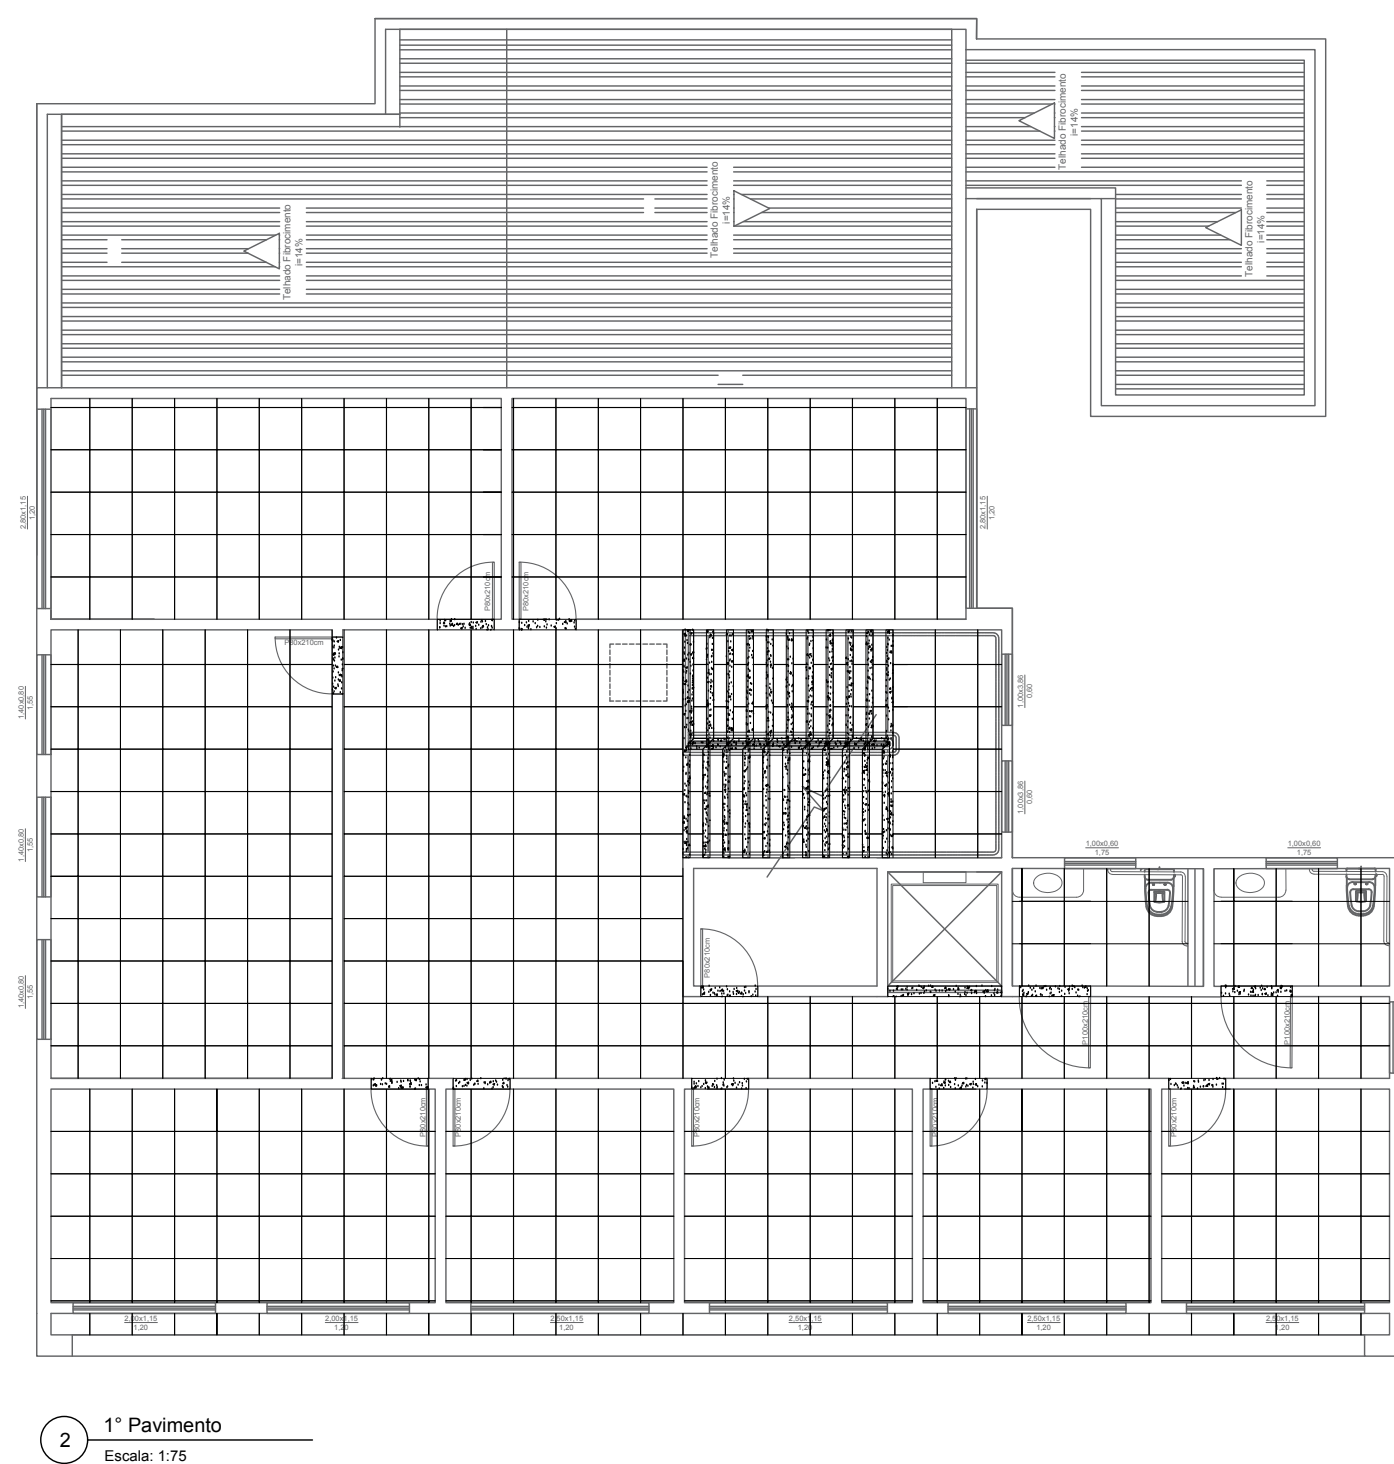 Telhado Fibrocimento
i=14%
Telhado Fibrocimento
i=14%
Telhado Fibrocimento
i=14%
Telhado Fibrocimento
i=14%
2,80x1,15
1,20
2,80x1,15
1,20
P80x210cm
P80x210cm
P80x210cm
1,40x0,80
1,55
1,00x3,86
0,60
1,40x0,80
1,55
1,00x3,86
0,60
1,00x0,60
1,75
1,00x0,60
1,75
1,40x0,80
1,55
P80x210cm
P100x210cm
P100x210cm
P80x210cm
P80x210cm
P80x210cm
P80x210cm
P80x210cm
2,00x1,15
1,20
2,00x1,15
1,20
2,50x1,15
1,20
2,50x1,15
1,20
2,50x1,15
1,20
2,50x1,15
1,20
2
1° Pavimento
Escala: 1:75